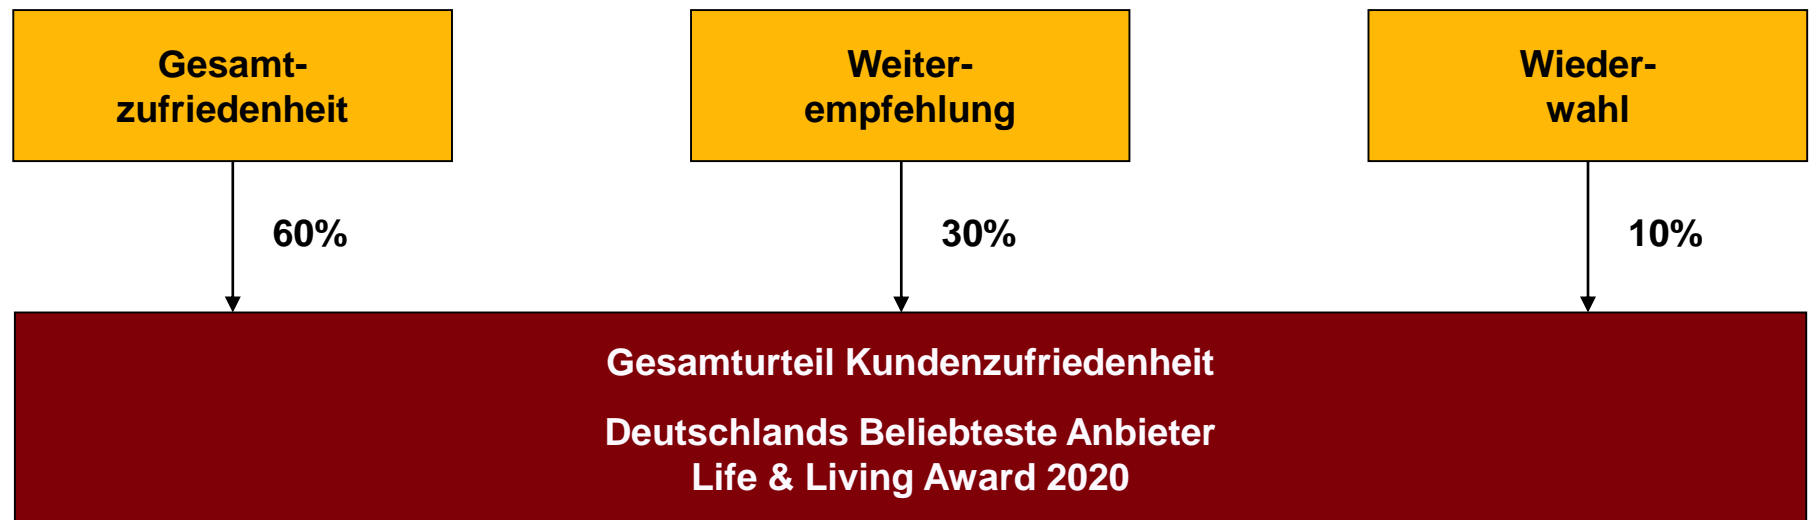 Gesamt-
zufriedenheit
Weiter-
empfehlung
Wieder-
wahl
60%
30%
10%
Gesamturteil Kundenzufriedenheit
Deutschlands Beliebteste Anbieter
Life & Living Award 2020